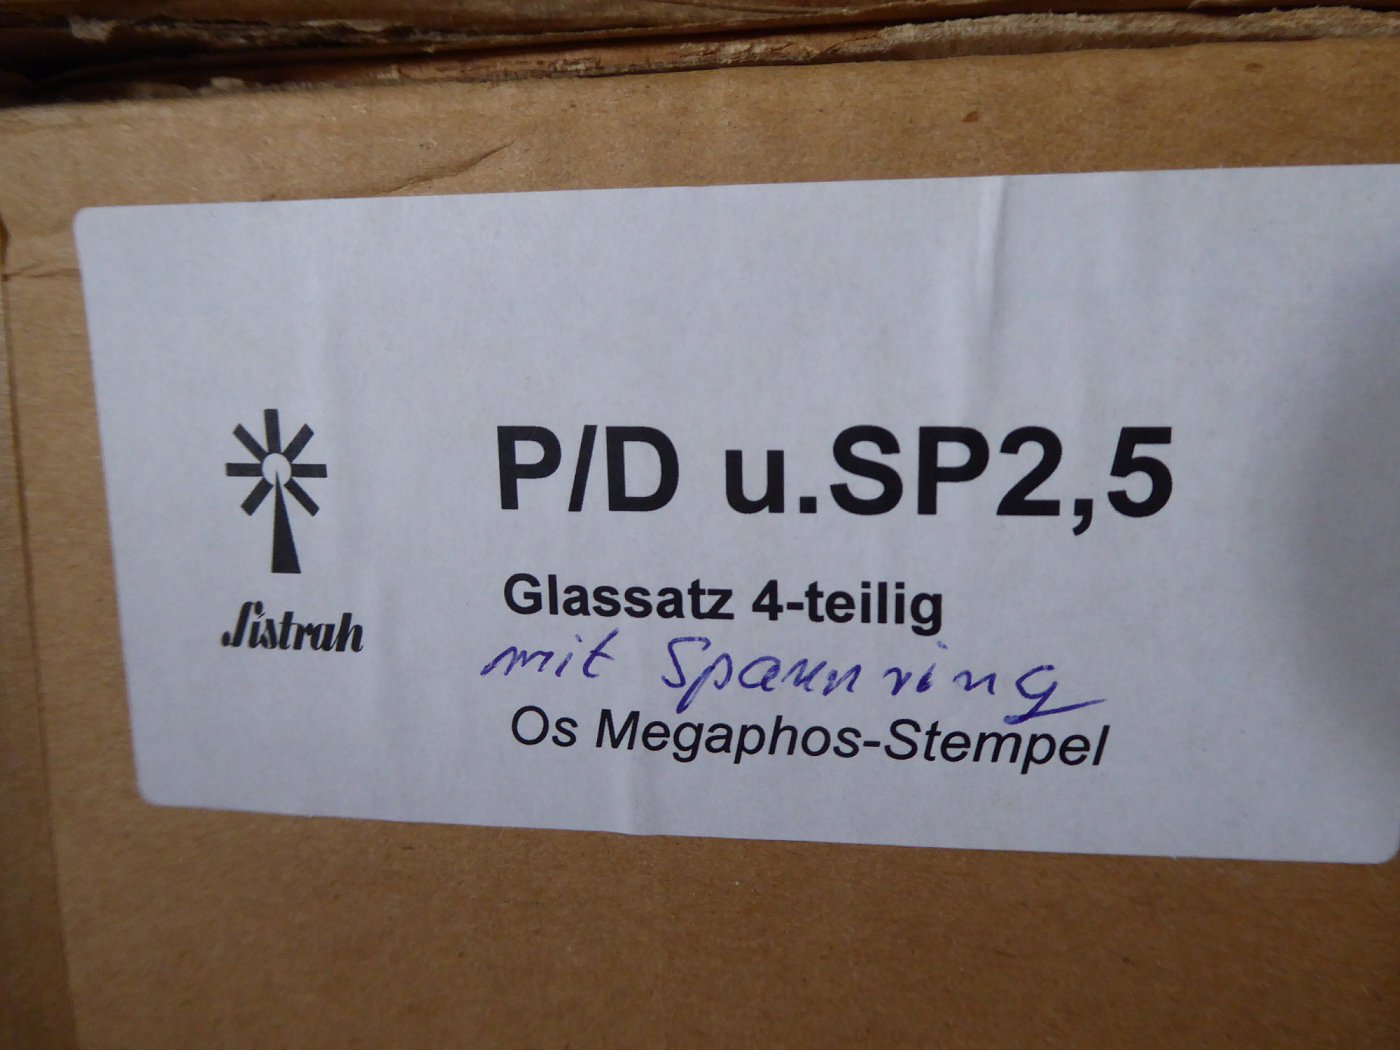 P/D u.SP2,5
Glassatz 4-teilig
mit Spannring
Os Megaphos-Stempel
Sistrah